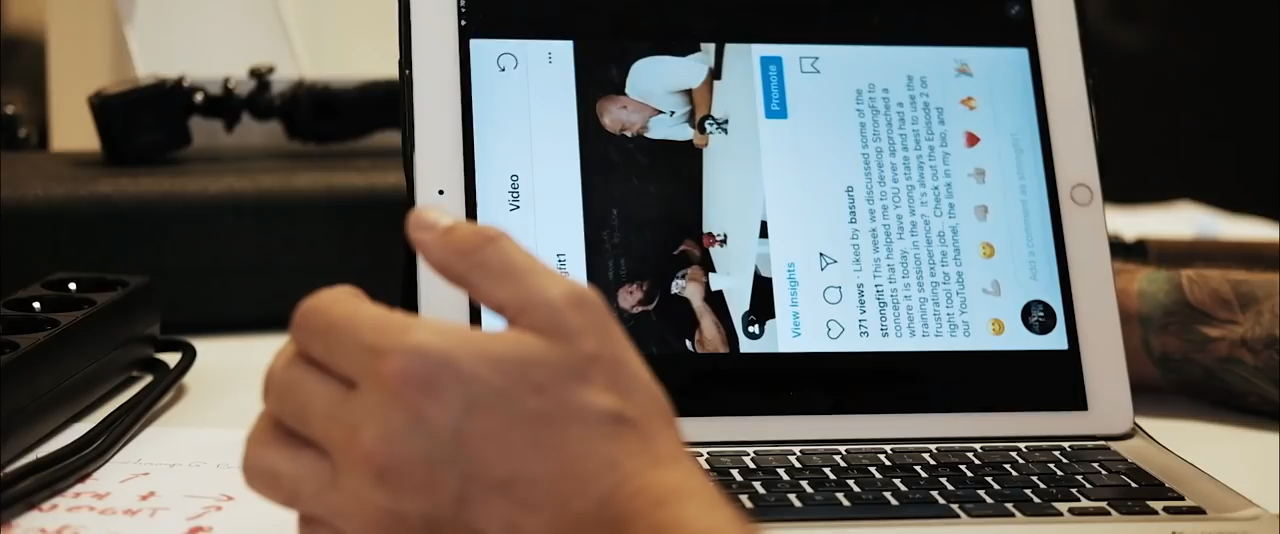 Video
gfit1
View Insights
Promote
371 views · Liked by basurb
strongfit1 This week we discussed some of the
concepts that helped me to develop StrongFit to
where it is today. Have YOU ever approached a
training session in the wrong state and had a
frustrating experience? it's always best to use the
right tool for the job... Check out the Episode 2 on
our YouTube channel, the link in my bio, and
Add a comment as strongfit1